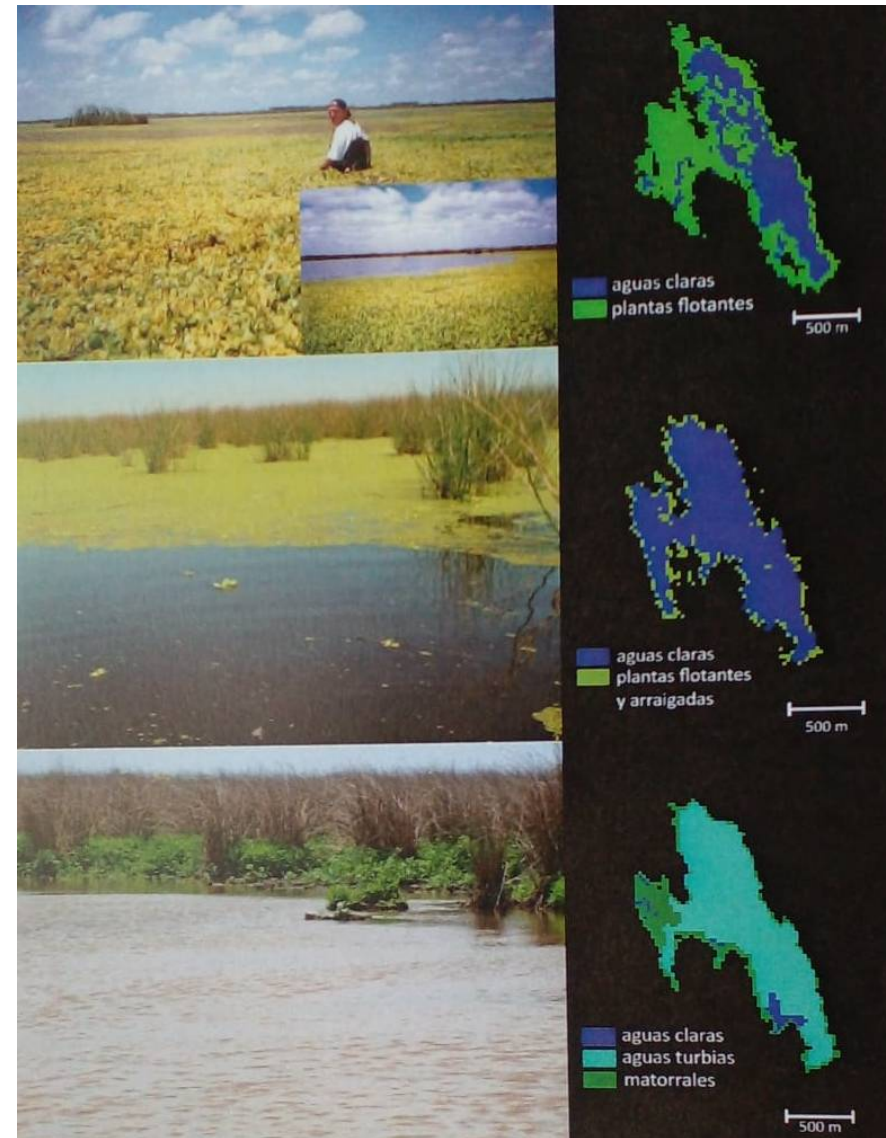 aguas claras
plantas flotantes
500 m
aguas claras
plantas flotantes
y arraigadas
500 m
aguas claras
aguas turbias
matorrales
500 m